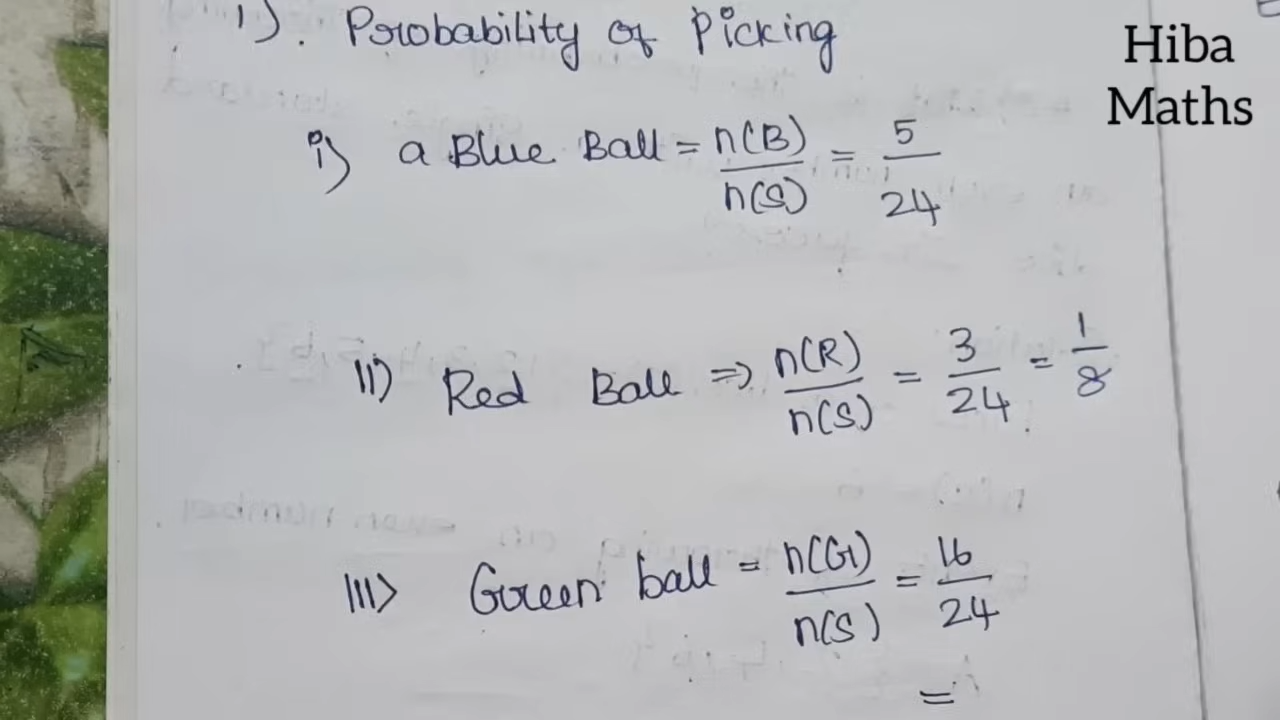 1). Probability of Picking
Hiba
Maths
i) a Blue Ball = n(B)/n(S) = 5/24
II) Red Ball => n(R)/n(S) = 3/24 = 1/8
III> Green ball = n(G)/n(S) = 16/24
=